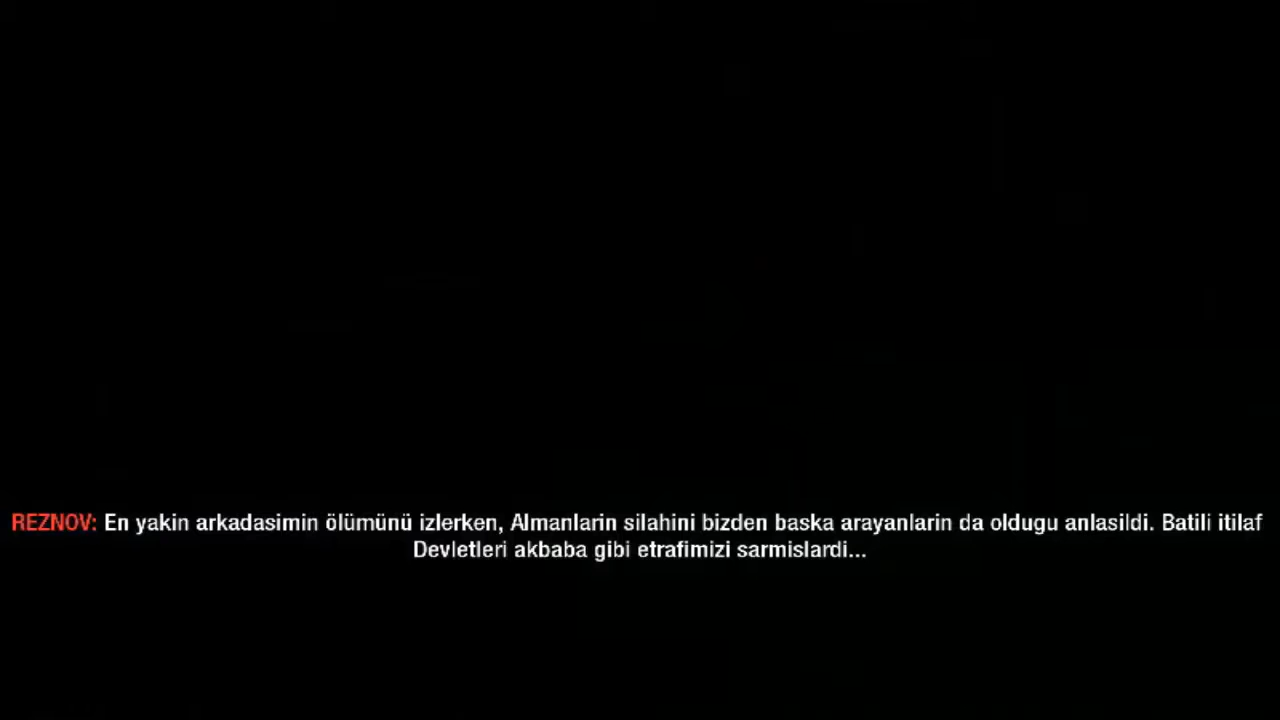 REZNOV: En yakin arkadasimin ölümünü izlerken, Almanlarin silahini bizden baska arayanlarin da oldugu anlasildi. Batili itilaf
Devletleri akbaba gibi etrafimizi sarmislardi...